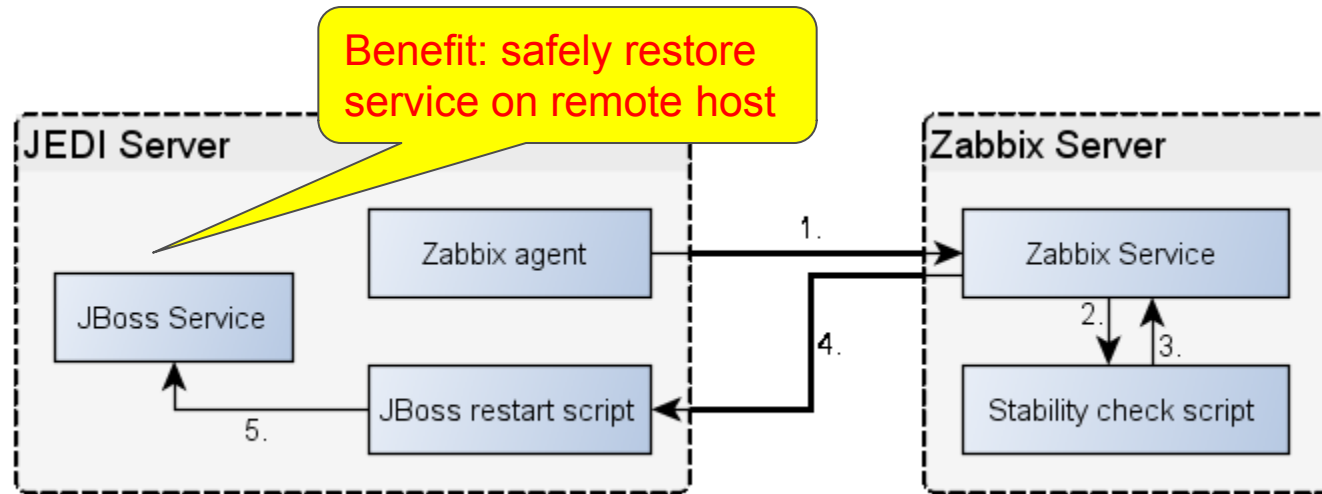 Benefit: safely restore
service on remote host
JEDI Server
Zabbix Server
Zabbix agent
1.
Zabbix Service
JBoss Service
2.
3.
4.
JBoss restart script
Stability check script
5.